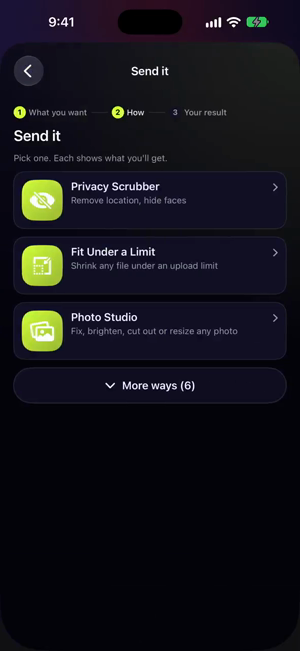 9:41
Send it
1 What you want 2 How 3 Your result
Send it
Pick one. Each shows what you'll get.
Privacy Scrubber
Remove location, hide faces
Fit Under a Limit
Shrink any file under an upload limit
Photo Studio
Fix, brighten, cut out or resize any photo
More ways (6)